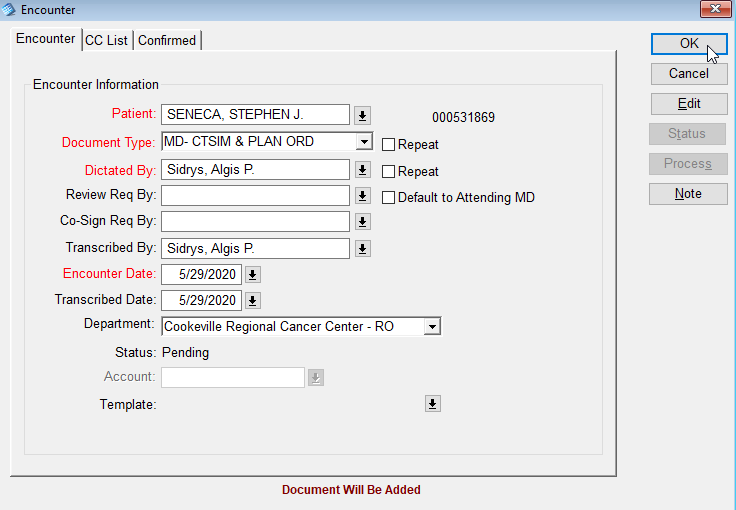 Encounter
Encounter CC List Confirmed
OK
Cancel
Edit
Status
Process
Note
Encounter Information
Patient: SENECA, STEPHEN J. 000531869
Document Type: MD- CTSIM & PLAN ORD Repeat
Dictated By: Sidrys, Algis P. Repeat
Review Req By: Default to Attending MD
Co-Sign Req By:
Transcribed By: Sidrys, Algis P.
Encounter Date: 5/29/2020
Transcribed Date: 5/29/2020
Department: Cookeville Regional Cancer Center - RO
Status: Pending
Account:
Template:
Document Will Be Added